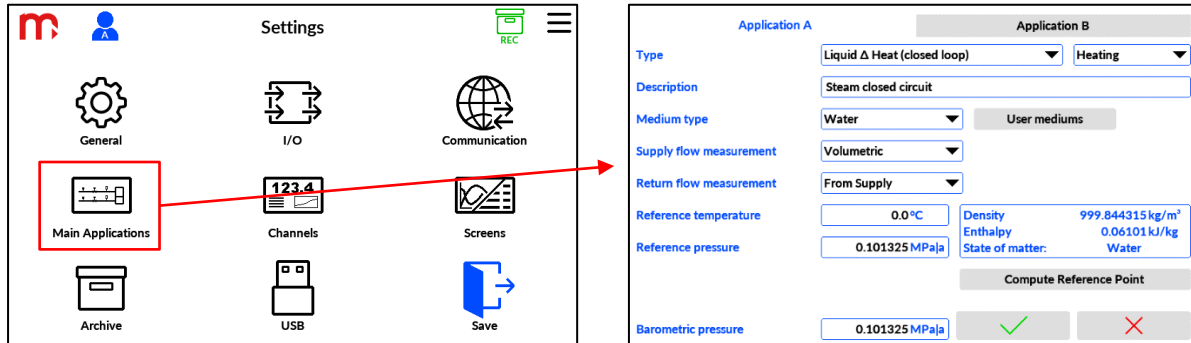 m
A
Settings
REC
General
I/O
Communication
123.4
Main Applications
Channels
Screens
Archive
USB
Save
Application A
Application B
Type
Liquid Δ Heat (closed loop)
Heating
Description
Steam closed circuit
Medium type
Water
User mediums
Supply flow measurement
Volumetric
Return flow measurement
From Supply
Reference temperature
0.0 °C
Density 999.844315 kg/m³
Enthalpy 0.06101 kJ/kg
Reference pressure
0.101325 MPa|a
State of matter: Water
Compute Reference Point
Barometric pressure
0.101325 MPa|a